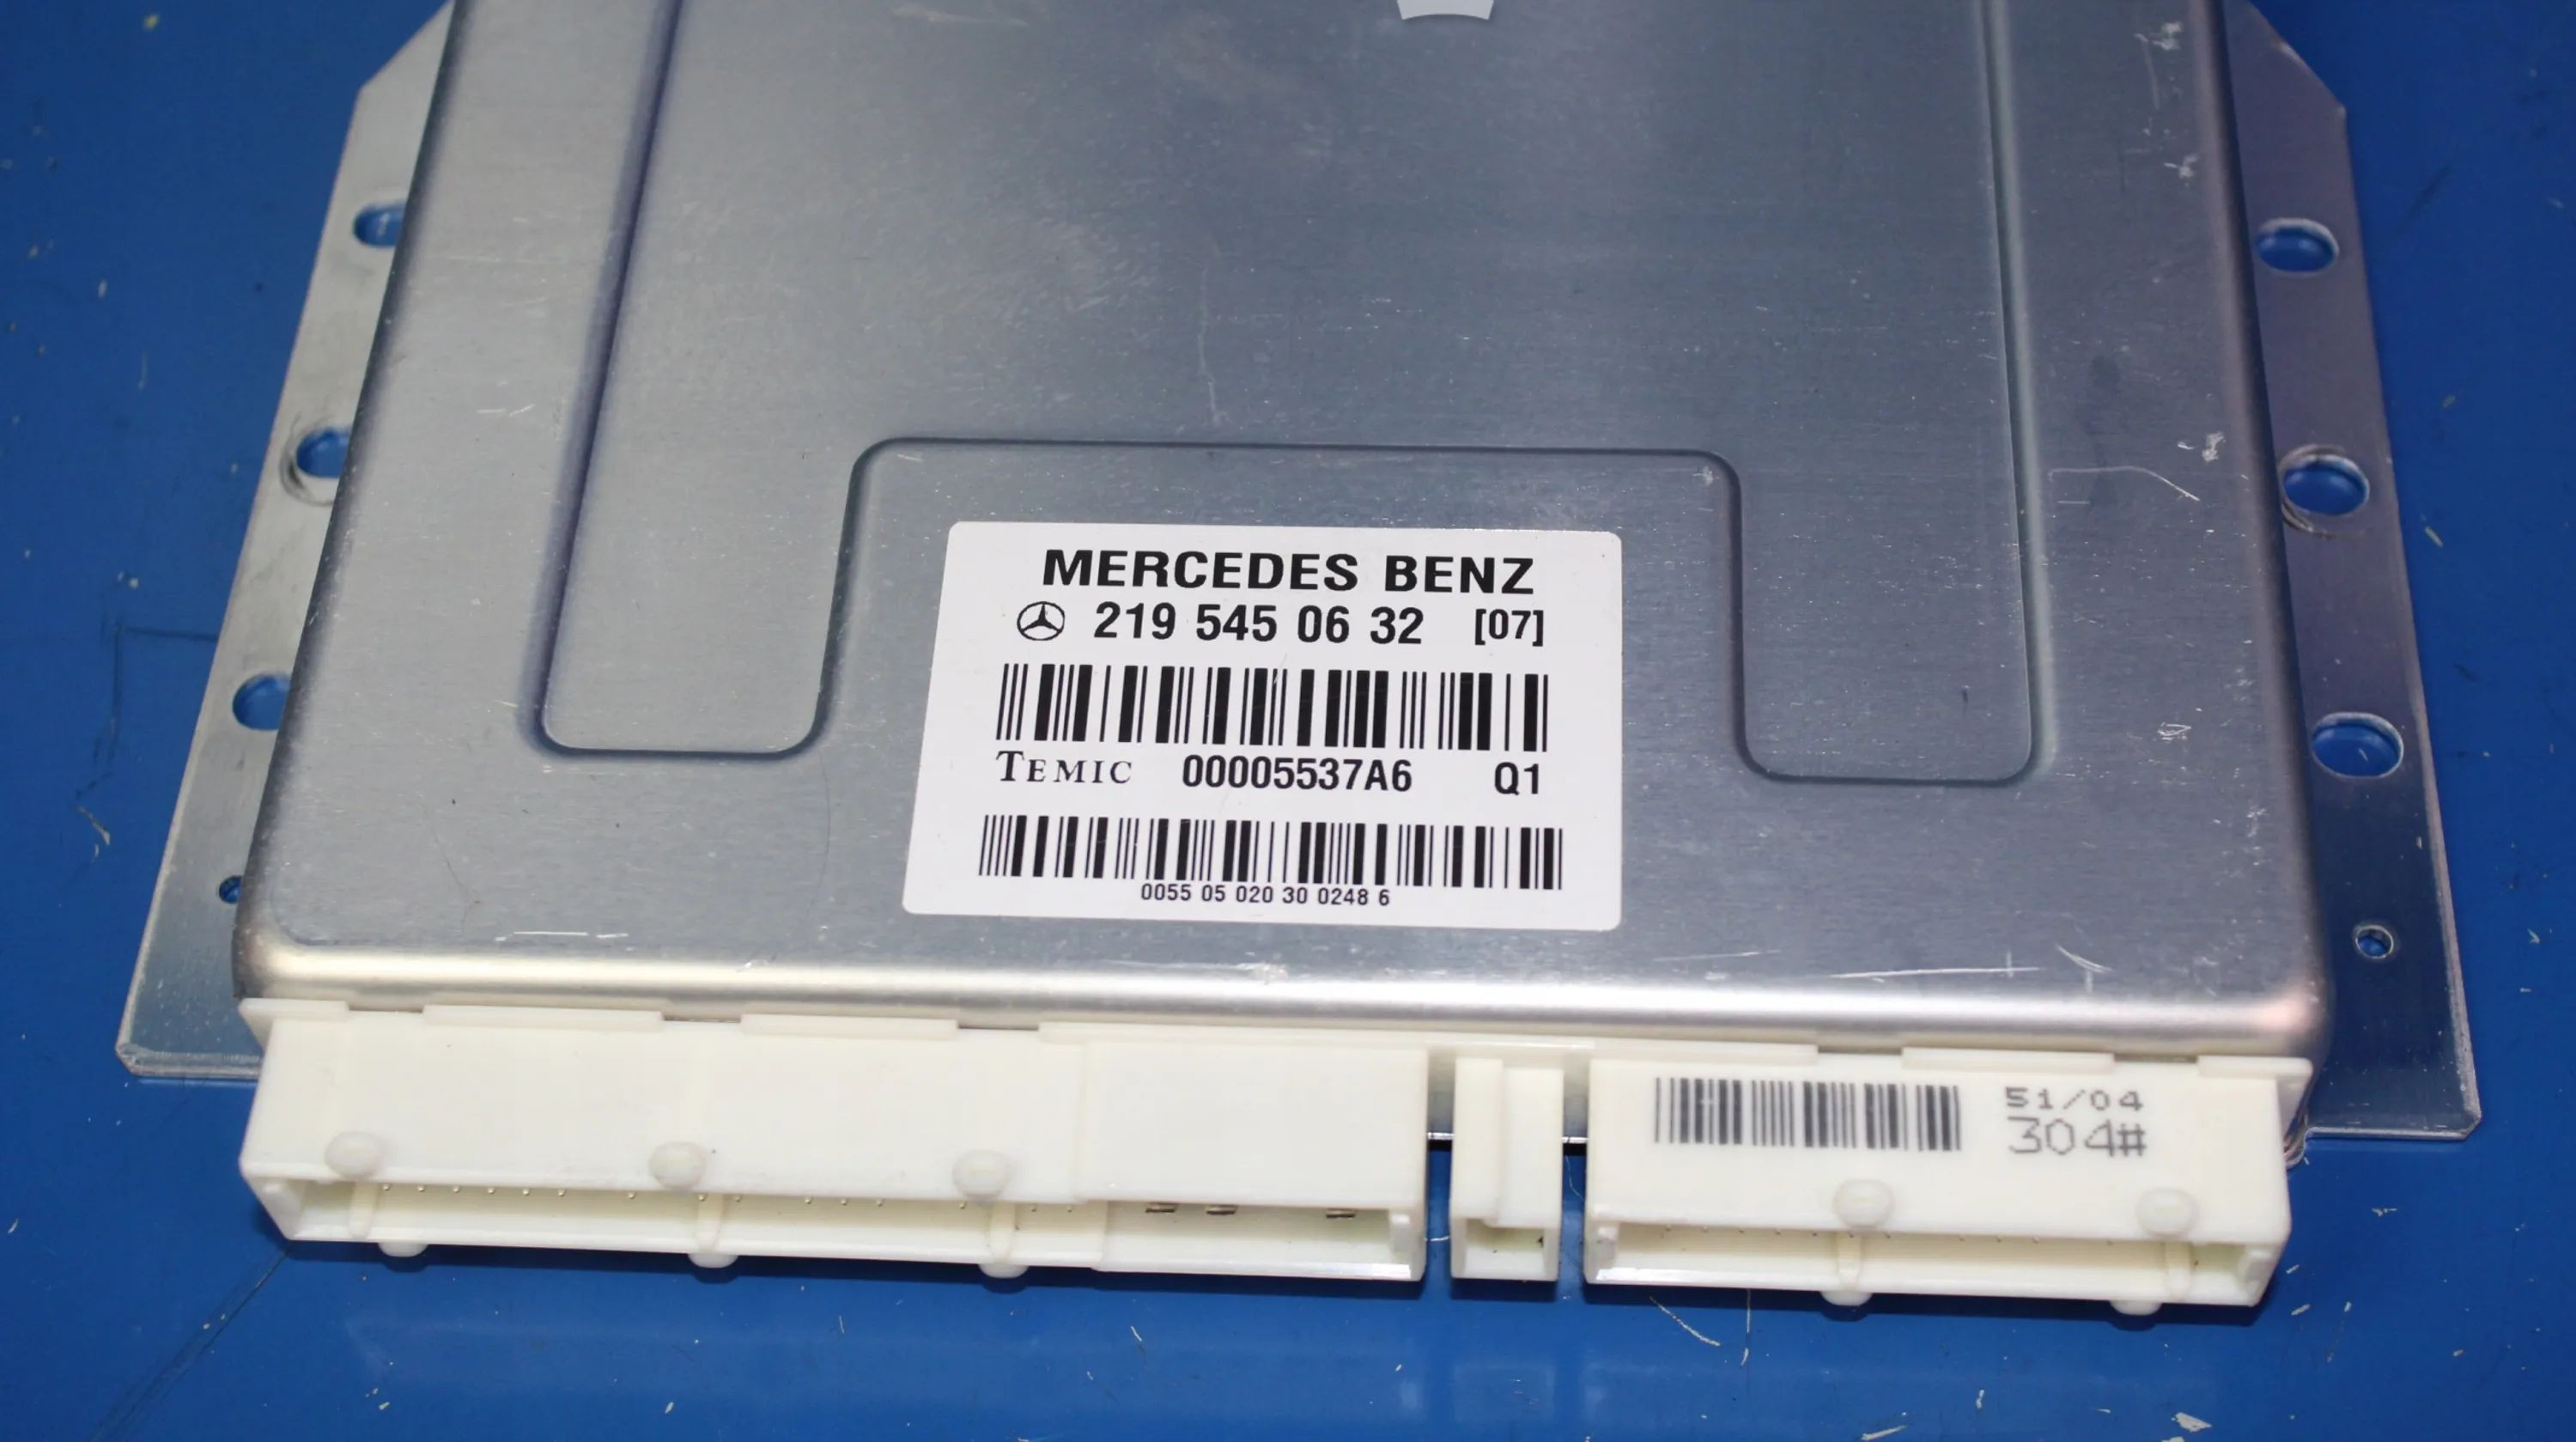 MERCEDES BENZ
219 545 06 32 [07]
TEMIC 00005537A6 Q1
0055 05 020 30 0248 6
51/04
304#